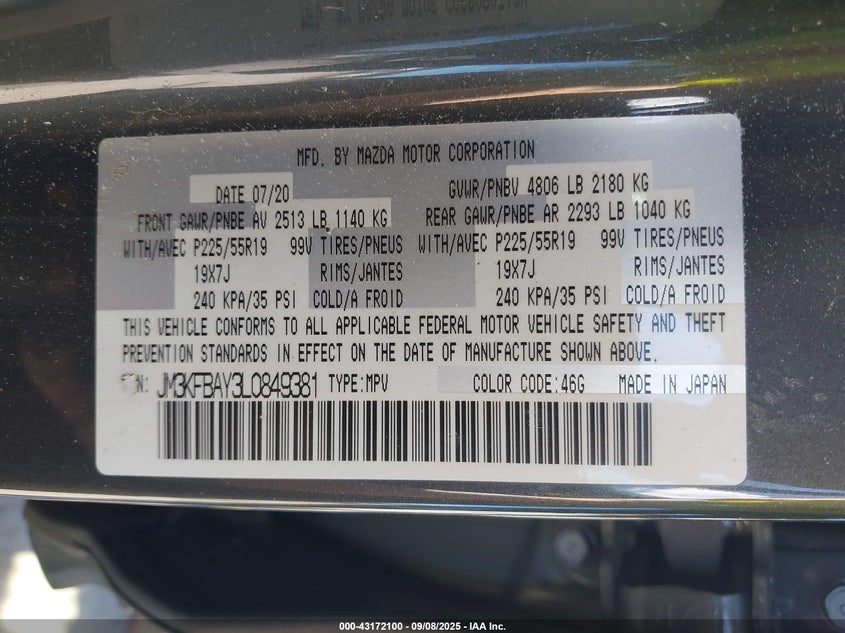 MFD. BY MAZDA MOTOR CORPORATION
DATE 07/20 GVWR/PNBV 4806 LB 2180 KG
FRONT GAWR/PNBE AV 2513 LB 1140 KG REAR GAWR/PNBE AR 2293 LB 1040 KG
WITH/AVEC P225/55R19 99V TIRES/PNEUS WITH/AVEC P225/55R19 99V TIRES/PNEUS
19X7J RIMS/JANTES 19X7J RIMS/JANTES
240 KPA/35 PSI COLD/A FROID 240 KPA/35 PSI COLD/A FROID
THIS VEHICLE CONFORMS TO ALL APPLICABLE FEDERAL MOTOR VEHICLE SAFETY AND THEFT
PREVENTION STANDARDS IN EFFECT ON THE DATE OF MANUFACTURE SHOWN ABOVE.
JM3KFBAY3L0849381 TYPE:MPV COLOR CODE:46G MADE IN JAPAN
000-43172100 - 09/08/2025 - IAA Inc.